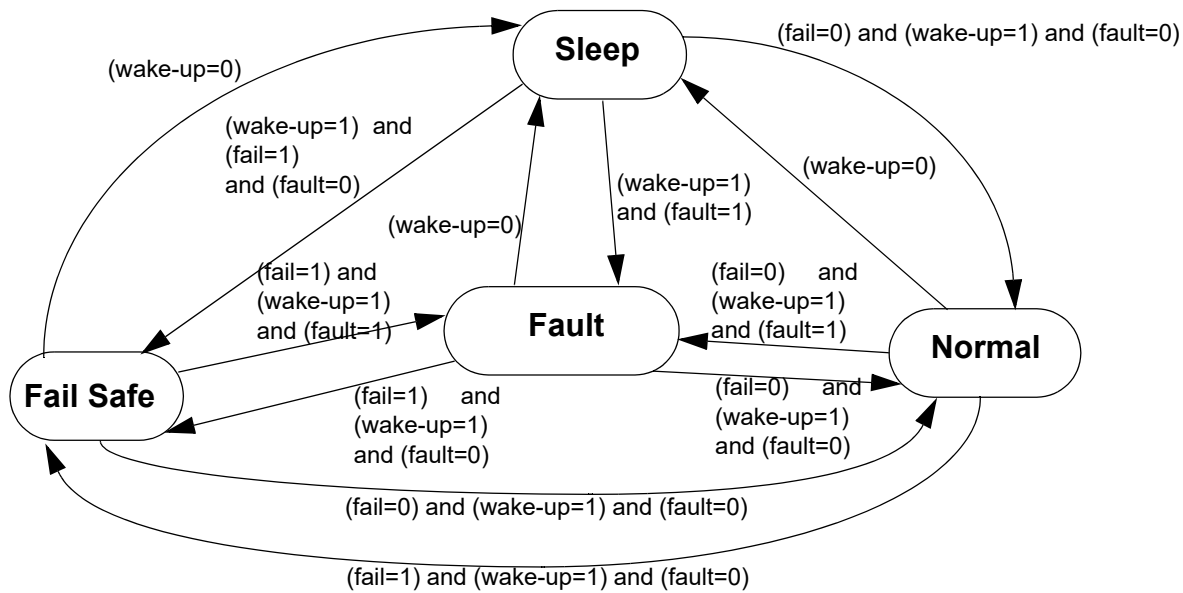 Sleep
(fail=0) and (wake-up=1) and (fault=0)
(wake-up=0)
(wake-up=1) and
(fail=1)
and (fault=0)
(wake-up=0)
(wake-up=1)
and (fault=1)
(wake-up=0)
(fail=1) and
(wake-up=1)
and (fault=1)
(fail=0) and
(wake-up=1)
and (fault=1)
Fault
Normal
Fail Safe
(fail=1) and
(wake-up=1)
and (fault=0)
(fail=0) and
(wake-up=1)
and (fault=0)
(fail=0) and (wake-up=1) and (fault=0)
(fail=1) and (wake-up=1) and (fault=0)